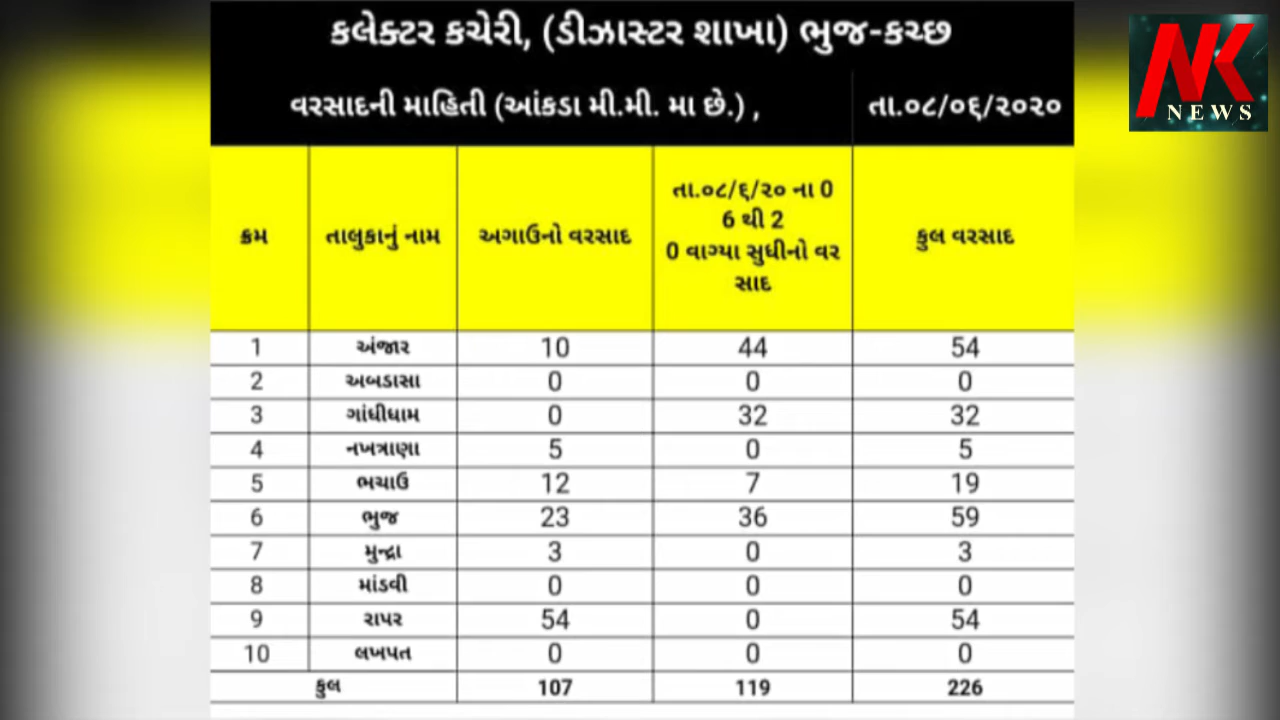 કલેક્ટર કચેરી, (ડીઝાસ્ટર શાખા) ભુજ-કચ્છ
વરસાદની માહિતી (આંકડા મી.મી. મા છે.) , તા.૦૮/૦૬/૨૦૨૦
NK
NEWS
ક્રમ તાલુકાનું નામ અગાઉનો વરસાદ તા.૦૮/૬/૨૦ ના 0
6 થી 2
0 વાગ્યા સુધીનો વર
સાદ કુલ વરસાદ
1 અંજાર 10 44 54
2 અબડાસા 0 0 0
3 ગાંધીધામ 0 32 32
4 નખત્રાણા 5 0 5
5 ભચાઉ 12 7 19
6 ભુજ 23 36 59
7 મુન્દ્રા 3 0 3
8 માંડવી 0 0 0
9 રાપર 54 0 54
10 લખપત 0 0 0
કુલ 107 119 226